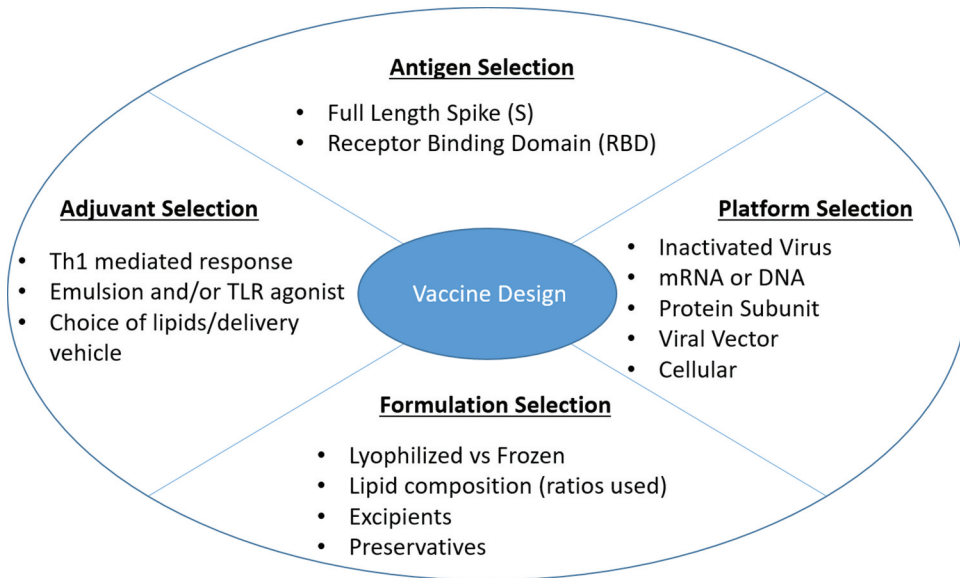 Antigen Selection
• Full Length Spike (S)
• Receptor Binding Domain (RBD)
Adjuvant Selection
• Th1 mediated response
• Emulsion and/or TLR agonist
• Choice of lipids/delivery
vehicle
Vaccine Design
Platform Selection
• Inactivated Virus
• mRNA or DNA
• Protein Subunit
• Viral Vector
• Cellular
Formulation Selection
• Lyophilized vs Frozen
• Lipid composition (ratios used)
• Excipients
• Preservatives